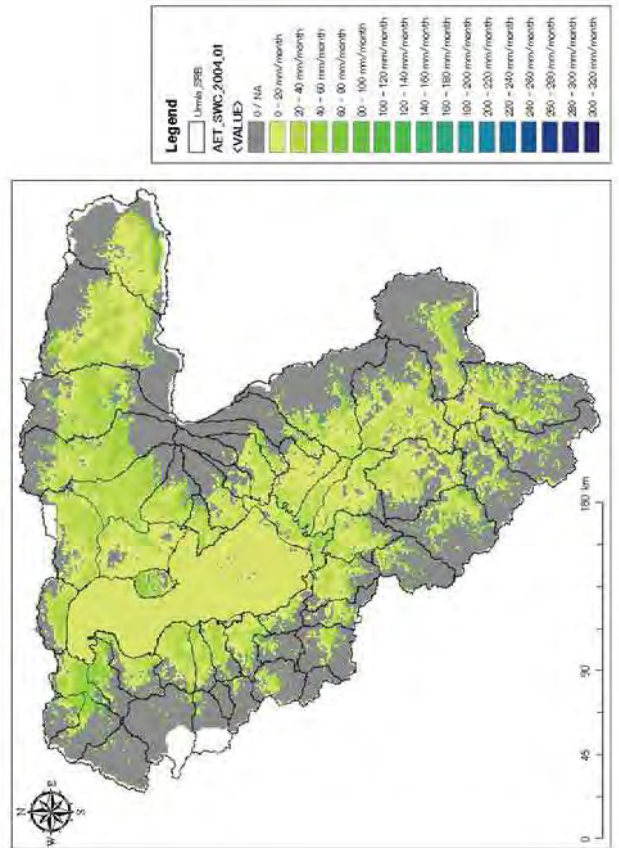 Legend
Urmia_SRB
AET_SWC_2004_01
<VALUE>
0 / NA
0 - 20 mm/month
20 - 40 mm/month
40 - 60 mm/month
60 - 80 mm/month
80 - 100 mm/month
100 - 120 mm/month
120 - 140 mm/month
140 - 160 mm/month
160 - 180 mm/month
180 - 200 mm/month
200 - 220 mm/month
220 - 240 mm/month
240 - 260 mm/month
260 - 280 mm/month
280 - 300 mm/month
300 - 320 mm/month
N
W
E
S
0
45
90
180 km